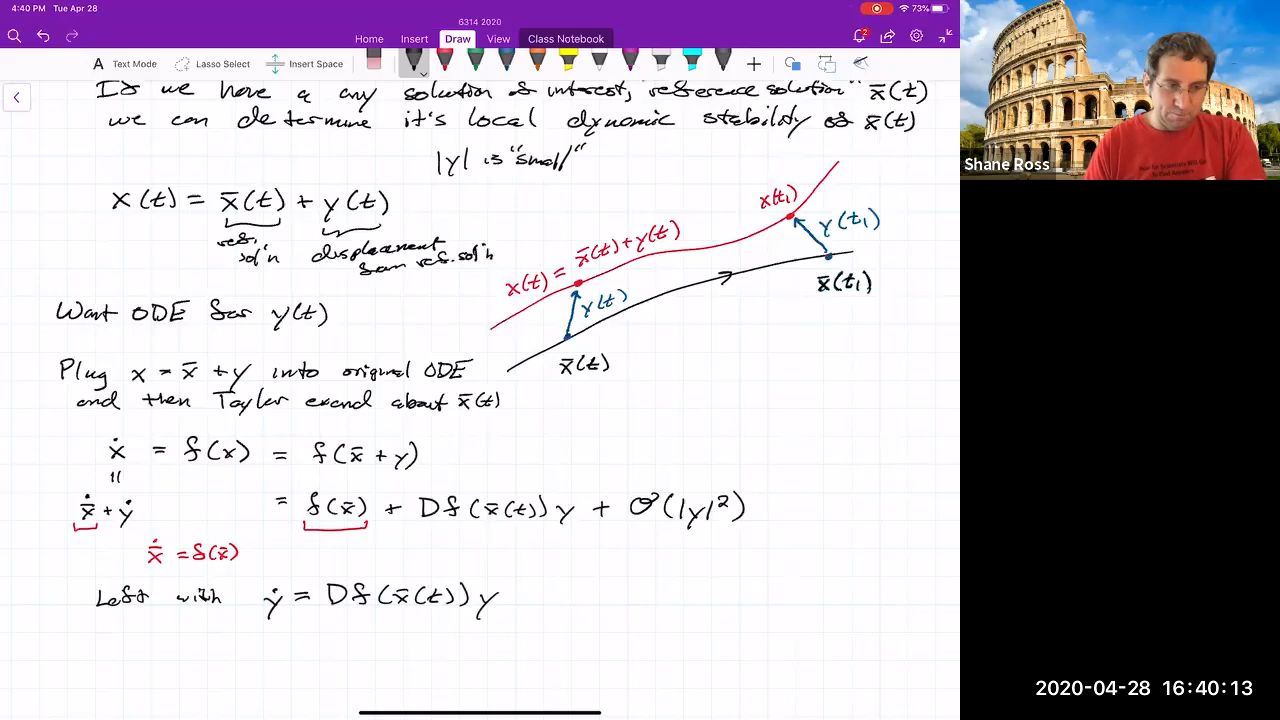 4:40 PM Tue Apr 28
73%
6314 2020
Home Insert Draw View Class Notebook
2
A Text Mode Lasso Select Insert Space
If we have a any solution of interest, "reference solution" x̄(t)
we can determine it's local dynamic stability of x̄(t)
|y| is "small"
x(t) = x̄(t) + y(t)
ref. sol'n
displacement from ref. sol'n
x(t) = x̄(t) + y(t)
x(t₁)
y(t₁)
x̄(t₁)
y(t)
x̄(t)
Want ODE for y(t)
Plug x = x̄ + y into original ODE
and then Taylor exand about x̄(t)
ẋ = f(x) = f(x̄ + y)
=
x̄̇ + ẏ = f(x̄) + Df(x̄(t)) y + O(|y|²)
x̄̇ = f(x̄)
Left with ẏ = Df(x̄(t)) y
Shane Ross
2020-04-28 16:40:13